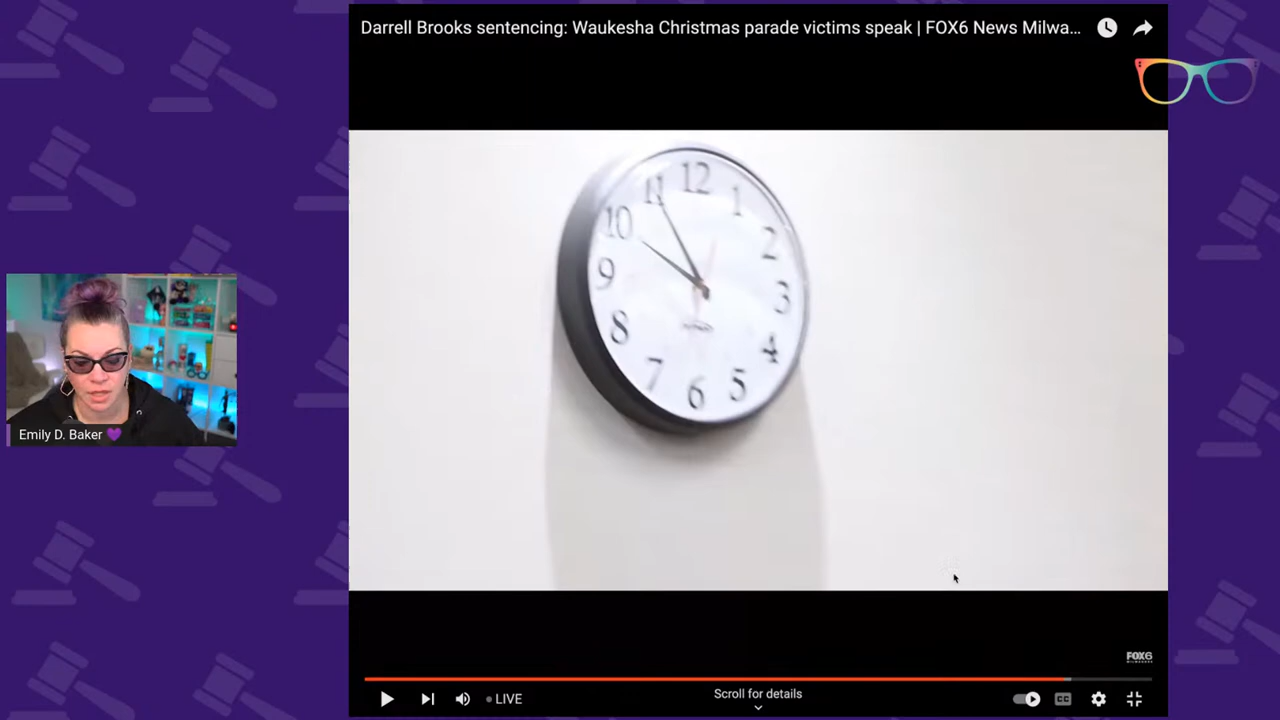 Darrell Brooks sentencing: Waukesha Christmas parade victims speak | FOX6 News Milwa...
12
11
1
10
2
9
3
8
4
7
5
6
Emily D. Baker
FOX6
LIVE
Scroll for details
CC